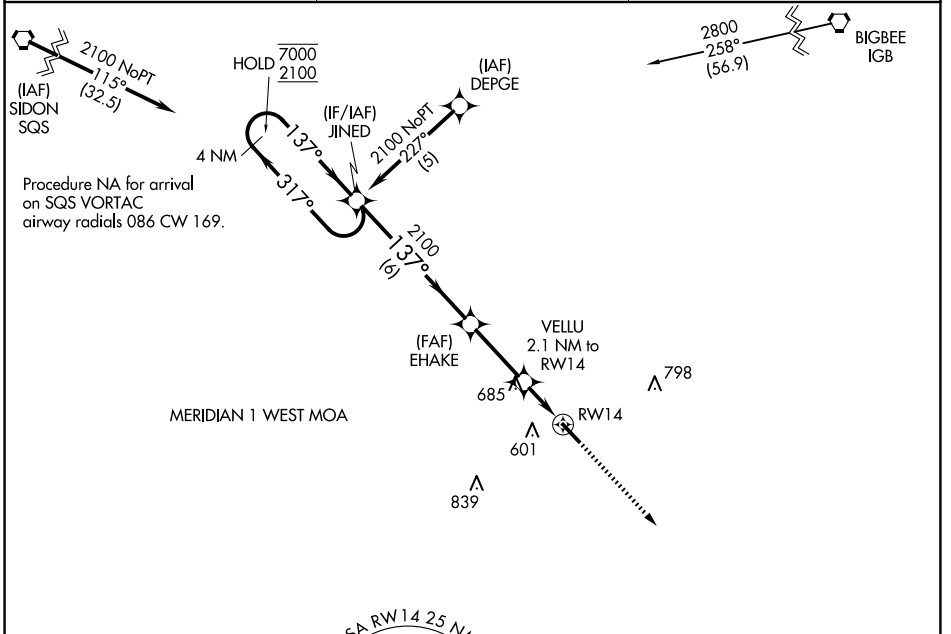 2100 NoPT
115°
(32.5)
(IAF)
SIDON
SQS
HOLD 7000
2100
(IF/IAF)
JINED
(IAF)
DEPGE
2800
258°
(56.9)
BIGBEE
IGB
4 NM
137°
317°
2100 NoPT
227°
(5)
Procedure NA for arrival
on SQS VORTAC
airway radials 086 CW 169.
2100
137°
(6)
(FAF)
EHAKE
VELLU
2.1 NM to
RW14
685
798
MERIDIAN 1 WEST MOA
RW14
601
839
RW14 25